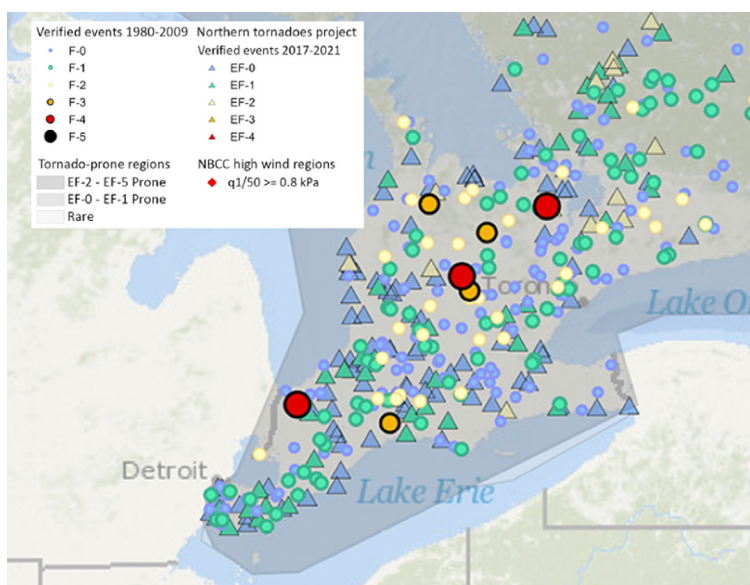 Verified events 1980-2009
F-0
F-1
F-2
F-3
F-4
F-5
Northern tornadoes project
Verified events 2017-2021
EF-0
EF-1
EF-2
EF-3
EF-4
Tornado-prone regions
EF-2 - EF-5 Prone
EF-0 - EF-1 Prone
Rare
NBCC high wind regions
q1/50 >= 0.8 kPa
Toronto
Lake O
Detroit
Lake Erie